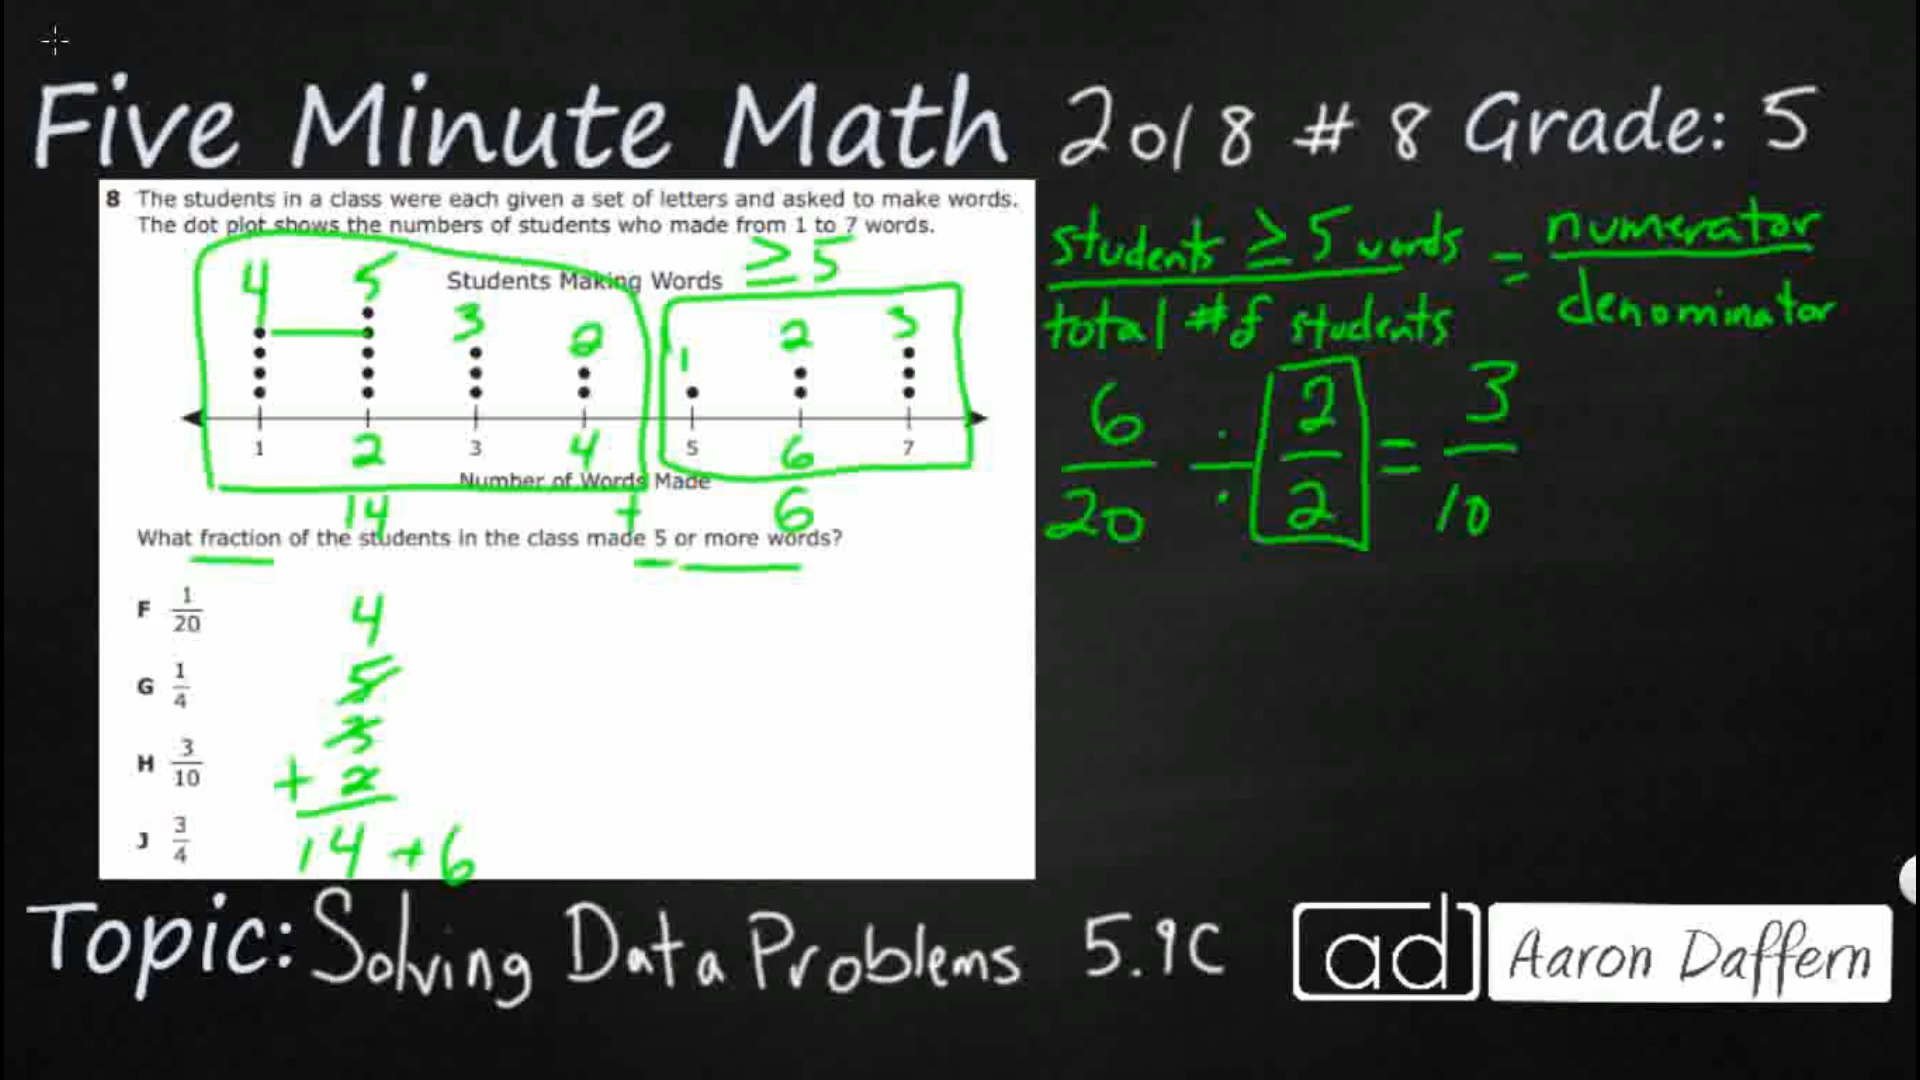 Five Minute Math 2018 # 8 Grade: 5
8 The students in a class were each given a set of letters and asked to make words.
The dot plot shows the numbers of students who made from 1 to 7 words.
≥ 5
Students Making Words
4 5 3 2 1 2 3
1 2 3 4 5 6 7
Number of Words Made
14 + 6
What fraction of the students in the class made 5 or more words?
F 1/20
G 1/4
H 3/10
J 3/4
4
5
3
+ 2
14 + 6
students ≥ 5 words = numerator
total # of students denominator
6/20 ÷ 2/2 = 3/10
Topic: Solving Data Problems 5.9C
ad Aaron Daffern